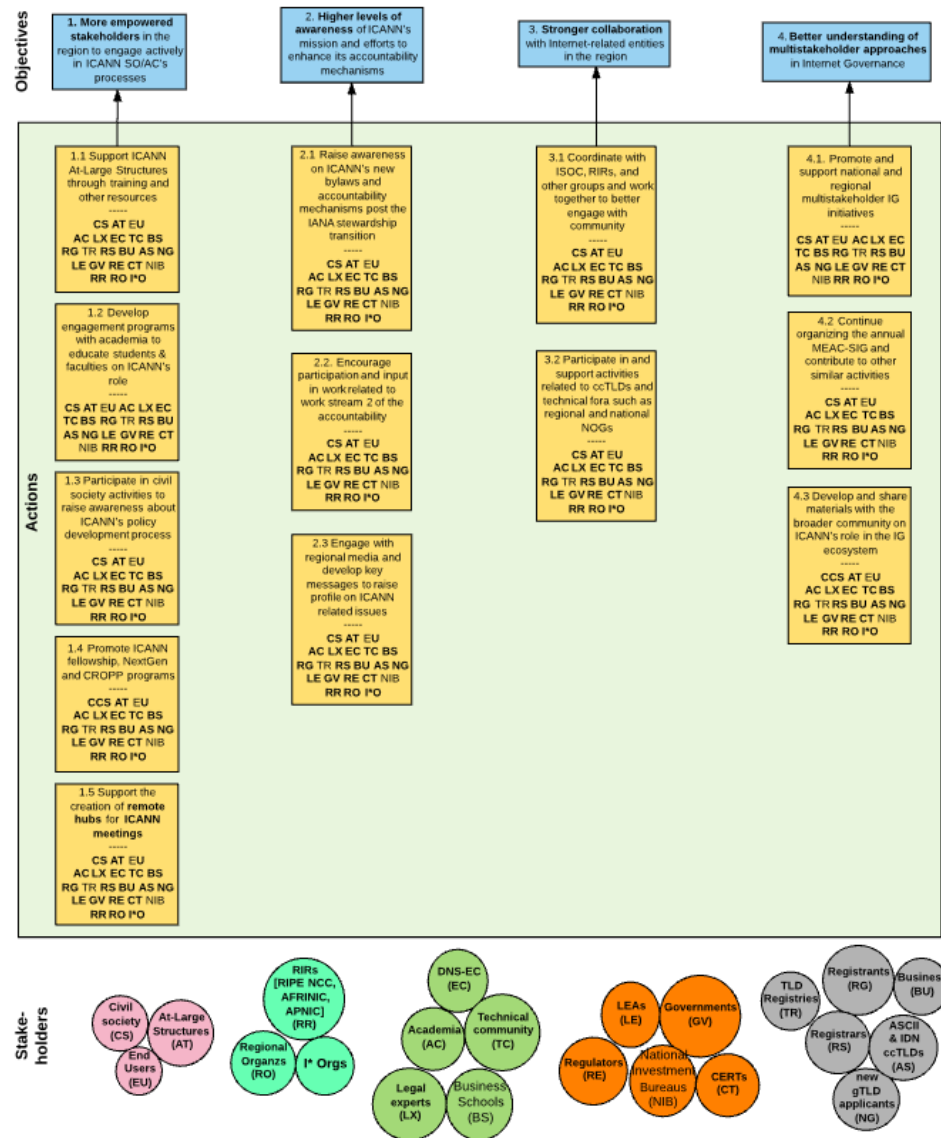 Objectives
1. More empowered
stakeholders in the
region to engage actively
in ICANN SO/AC's
processes
2. Higher levels of
awareness of ICANN's
mission and efforts to
enhance its accountability
mechanisms
3. Stronger collaboration
with Internet-related entities
in the region
4. Better understanding of
multistakeholder approaches
in Internet Governance
Actions
1.1 Support ICANN
At-Large Structures
through training and
other resources
-----
CS AT EU
AC LX EC TC BS
RG TR RS BU AS NG
LE GV RE CT NIB
RR RO I*O
1.2 Develop
engagement programs
with academia to
educate students &
faculties on ICANN's
role
-----
CS AT EU AC LX EC
TC BS RG TR RS BU
AS NG LE GV RE CT
NIB RR RO I*O
1.3 Participate in civil
society activities to
raise awareness about
ICANN's policy
development process
-----
CS AT EU
AC LX EC TC BS
RG TR RS BU AS NG
LE GV RE CT NIB
RR RO I*O
1.4 Promote ICANN
fellowship, NextGen
and CROPP programs
-----
CCS AT EU
AC LX EC TC BS
RG TR RS BU AS NG
LE GV RE CT NIB
RR RO I*O
1.5 Support the
creation of remote
hubs for ICANN
meetings
-----
CS AT EU
AC LX EC TC BS
RG TR RS BU AS NG
LE GV RE CT NIB
RR RO I*O
2.1 Raise awareness
on ICANN's new
bylaws and
accountability
mechanisms post the
IANA stewardship
transition
-----
CS AT EU
AC LX EC TC BS
RG TR RS BU AS NG
LE GV RE CT NIB
RR RO I*O
2.2. Encourage
participation and input
in work related to
work stream 2 of the
accountability
-----
CS AT EU
AC LX EC TC BS
RG TR RS BU AS NG
LE GV RE CT NIB
RR RO I*O
2.3 Engage with
regional media and
develop key
messages to raise
profile on ICANN
related issues
-----
CS AT EU
AC LX EC TC BS
RG TR RS BU AS NG
LE GV RE CT NIB
RR RO I*O
3.1 Coordinate with
ISOC, RIRs, and
other groups and work
together to better
engage with
community
-----
CS AT EU
AC LX EC TC BS
RG TR RS BU AS NG
LE GV RE CT NIB
RR RO I*O
3.2 Participate in and
support activities
related to ccTLDs and
technical fora such as
regional and national
NOGs
-----
CS AT EU
AC LX EC TC BS
RG TR RS BU AS NG
LE GV RE CT NIB
RR RO I*O
4.1. Promote and
support national and
regional
multistakeholder IG
initiatives
-----
CS AT EU AC LX EC
TC BS RG TR RS BU
AS NG LE GV RE CT
NIB RR RO I*O
4.2 Continue
organizing the annual
MEAC-SIG and
contribute to other
similar activities
-----
CS AT EU
AC LX EC TC BS
RG TR RS BU AS NG
LE GV RE CT NIB
RR RO I*O
4.3 Develop and share
materials with the
broader community on
ICANN's role in the IG
ecosystem
-----
CCS AT EU
AC LX EC TC BS
RG TR RS BU AS NG
LE GV RE CT NIB
RR RO I*O
Stake-
holders
Civil
society
(CS)
At-Large
Structures
(AT)
End
Users
(EU)
RIRs
[RIPE NCC,
AFRINIC,
APNIC]
(RR)
Regional
Organzs
(RO)
I* Orgs
DNS-EC
(EC)
Academia
(AC)
Technical
community
(TC)
Legal
experts
(LX)
Business
Schools
(BS)
LEAs
(LE)
Governments
(GV)
Regulators
(RE)
National
Investment
Bureaus
(NIB)
CERTs
(CT)
TLD
Registries
(TR)
Registrants
(RG)
Business
(BU)
Registrars
(RS)
ASCII
& IDN
ccTLDs
(AS)
new
gTLD
applicants
(NG)